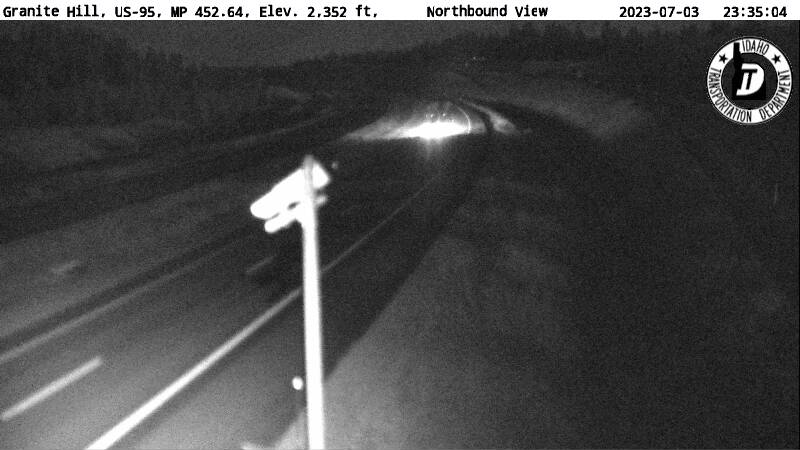 Granite Hill, US-95, MP 452.64, Elev. 2,352 ft, Northbound View 2023-07-03 23:35:04
IDAHO
TRANSPORTATION DEPARTMENT